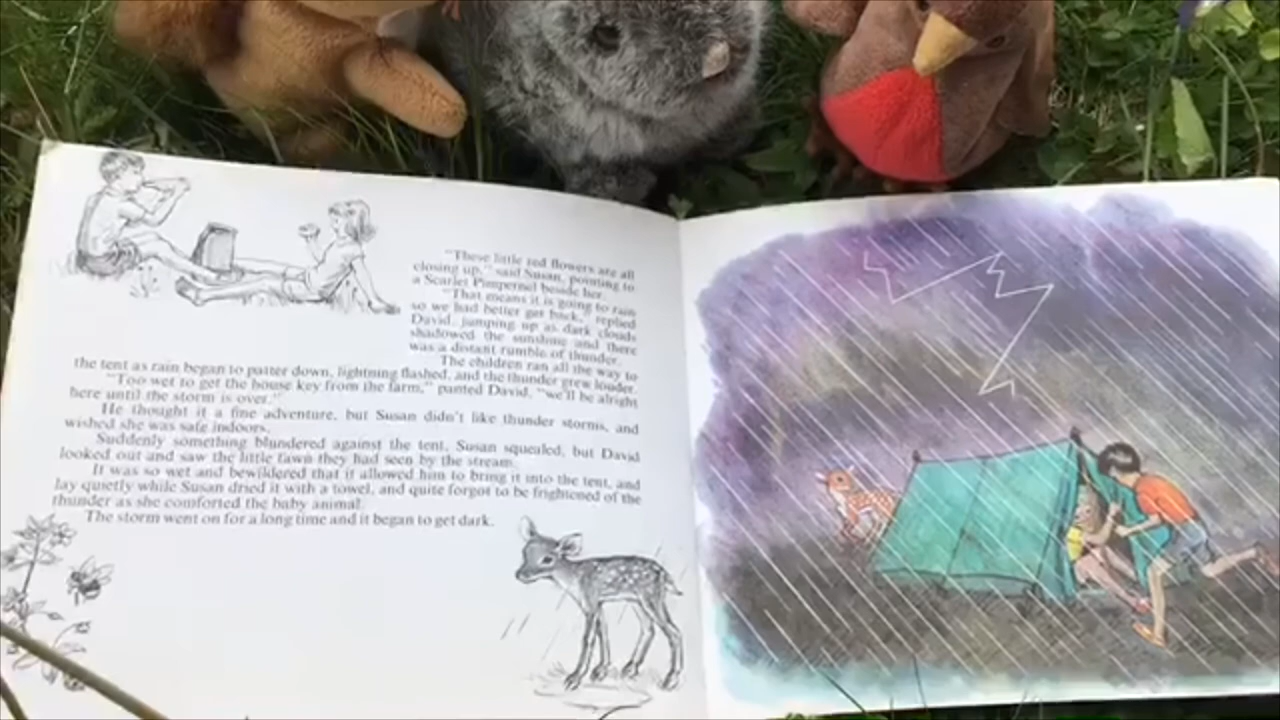 "These little red flowers are all
closing up," said Susan, pointing to
a Scarlet Pimpernel beside her.
"That means it is going to rain
so we had better get back," replied
David, jumping up as dark clouds
shadowed the sunshine and there
was a distant rumble of thunder.
The children ran all the way to
the tent as rain began to patter down, lightning flashed, and the thunder grew louder.
"Too wet to get the house key from the farm," panted David, "we'll be alright
here until the storm is over."
He thought it a fine adventure, but Susan didn't like thunder storms, and
wished she was safe indoors.
Suddenly something blundered against the tent, Susan squealed, but David
looked out and saw the little fawn they had seen by the stream.
It was so wet and bewildered that it allowed him to bring it into the tent, and
lay quietly while Susan dried it with a towel, and quite forgot to be frightened of the
thunder as she comforted the baby animal.
The storm went on for a long time and it began to get dark.